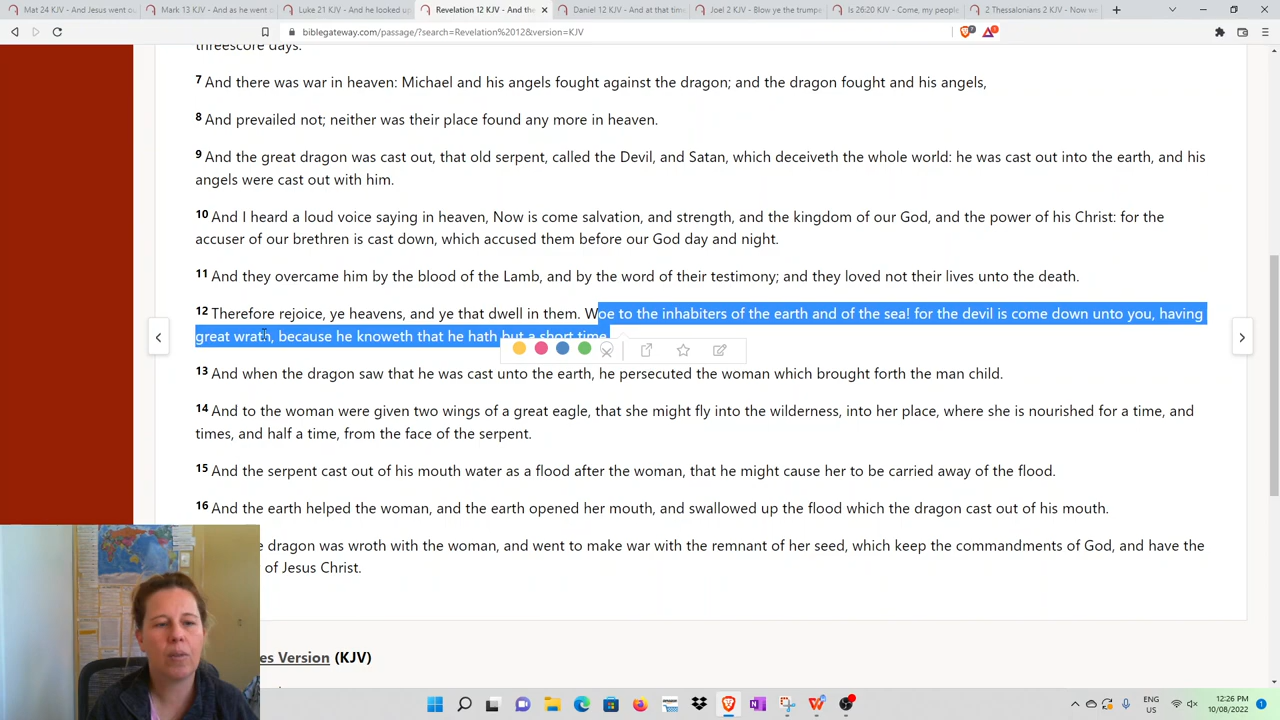 Mat 24 KJV - And Jesus went ou
Mark 13 KJV - And as he went o
Luke 21 KJV - And he looked up
Revelation 12 KJV - And the
Daniel 12 KJV - And at that time
Joel 2 KJV - Blow ye the trumpe
Is 26:20 KJV - Come, my people
2 Thessalonians 2 KJV - Now we
biblegateway.com/passage/?search=Revelation%2012&version=KJV
threescore days.
7 And there was war in heaven: Michael and his angels fought against the dragon; and the dragon fought and his angels,
8 And prevailed not; neither was their place found any more in heaven.
9 And the great dragon was cast out, that old serpent, called the Devil, and Satan, which deceiveth the whole world: he was cast out into the earth, and his
angels were cast out with him.
10 And I heard a loud voice saying in heaven, Now is come salvation, and strength, and the kingdom of our God, and the power of his Christ: for the
accuser of our brethren is cast down, which accused them before our God day and night.
11 And they overcame him by the blood of the Lamb, and by the word of their testimony; and they loved not their lives unto the death.
12 Therefore rejoice, ye heavens, and ye that dwell in them. Woe to the inhabiters of the earth and of the sea! for the devil is come down unto you, having
great wrath, because he knoweth that he hath but a short time.
13 And when the dragon saw that he was cast unto the earth, he persecuted the woman which brought forth the man child.
14 And to the woman were given two wings of a great eagle, that she might fly into the wilderness, into her place, where she is nourished for a time, and
times, and half a time, from the face of the serpent.
15 And the serpent cast out of his mouth water as a flood after the woman, that he might cause her to be carried away of the flood.
16 And the earth helped the woman, and the earth opened her mouth, and swallowed up the flood which the dragon cast out of his mouth.
e dragon was wroth with the woman, and went to make war with the remnant of her seed, which keep the commandments of God, and have the
of Jesus Christ.
es Version (KJV)
ENG
US
12:26 PM
10/08/2022